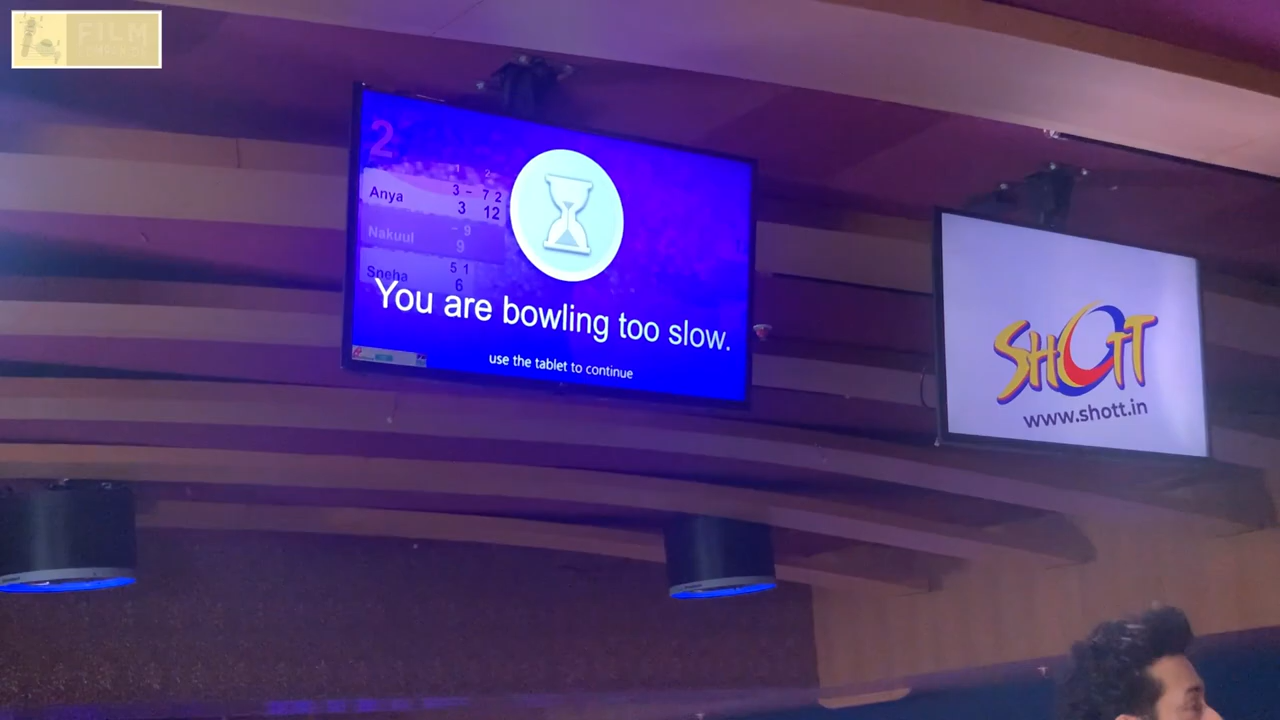 FILM
2
1 2
Anya 3 - 7 2
3 12
Nakuul - 9
9
Sneha 5 1
6
You are bowling too slow.
use the tablet to continue
SHOTT
www.shott.in